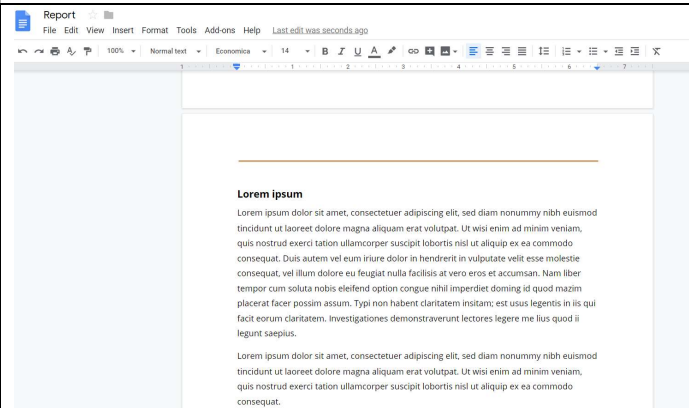 Report
File Edit View Insert Format Tools Add-ons Help Last edit was seconds ago
100% Normal text Economica 14 B I U A
1 1 2 3 4 5 6 7
Lorem ipsum
Lorem ipsum dolor sit amet, consectetuer adipiscing elit, sed diam nonummy nibh euismod
tincidunt ut laoreet dolore magna aliquam erat volutpat. Ut wisi enim ad minim veniam,
quis nostrud exerci tation ullamcorper suscipit lobortis nisl ut aliquip ex ea commodo
consequat. Duis autem vel eum iriure dolor in hendrerit in vulputate velit esse molestie
consequat, vel illum dolore eu feugiat nulla facilisis at vero eros et accumsan. Nam liber
tempor cum soluta nobis eleifend option congue nihil imperdiet doming id quod mazim
placerat facer possim assum. Typi non habent claritatem insitam; est usus legentis in iis qui
facit eorum claritatem. Investigationes demonstraverunt lectores legere me lius quod ii
legunt saepius.
Lorem ipsum dolor sit amet, consectetuer adipiscing elit, sed diam nonummy nibh euismod
tincidunt ut laoreet dolore magna aliquam erat volutpat. Ut wisi enim ad minim veniam,
quis nostrud exerci tation ullamcorper suscipit lobortis nisl ut aliquip ex ea commodo
consequat.